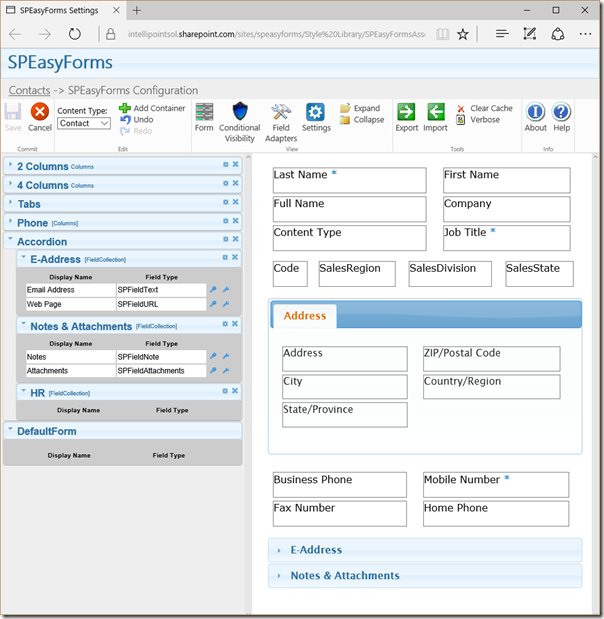 SPEasyForms Settings
intellipointsol.sharepoint.com/sites/speasyforms/Style%20Library/SPEasyFormsAsse
SPEasyForms
Contacts -> SPEasyForms Configuration
Save
Cancel
Commit
Content Type:
Contact
Add Container
Undo
Redo
Edit
Form
Conditional Visibility
Field Adapters
Settings
Expand
Collapse
View
Export
Import
Clear Cache
Verbose
Tools
About
Help
Info
2 Columns Columns
4 Columns Columns
Tabs
Phone [Columns]
Accordion
E-Address [FieldCollection]
Display Name Field Type
Email Address SPFieldText
Web Page SPFieldURL
Notes & Attachments [FieldCollection]
Display Name Field Type
Notes SPFieldNote
Attachments SPFieldAttachments
HR [FieldCollection]
Display Name Field Type
DefaultForm
Display Name Field Type
Last Name * First Name
Full Name Company
Content Type Job Title *
Code SalesRegion SalesDivision SalesState
Address
Address ZIP/Postal Code
City Country/Region
State/Province
Business Phone Mobile Number *
Fax Number Home Phone
E-Address
Notes & Attachments